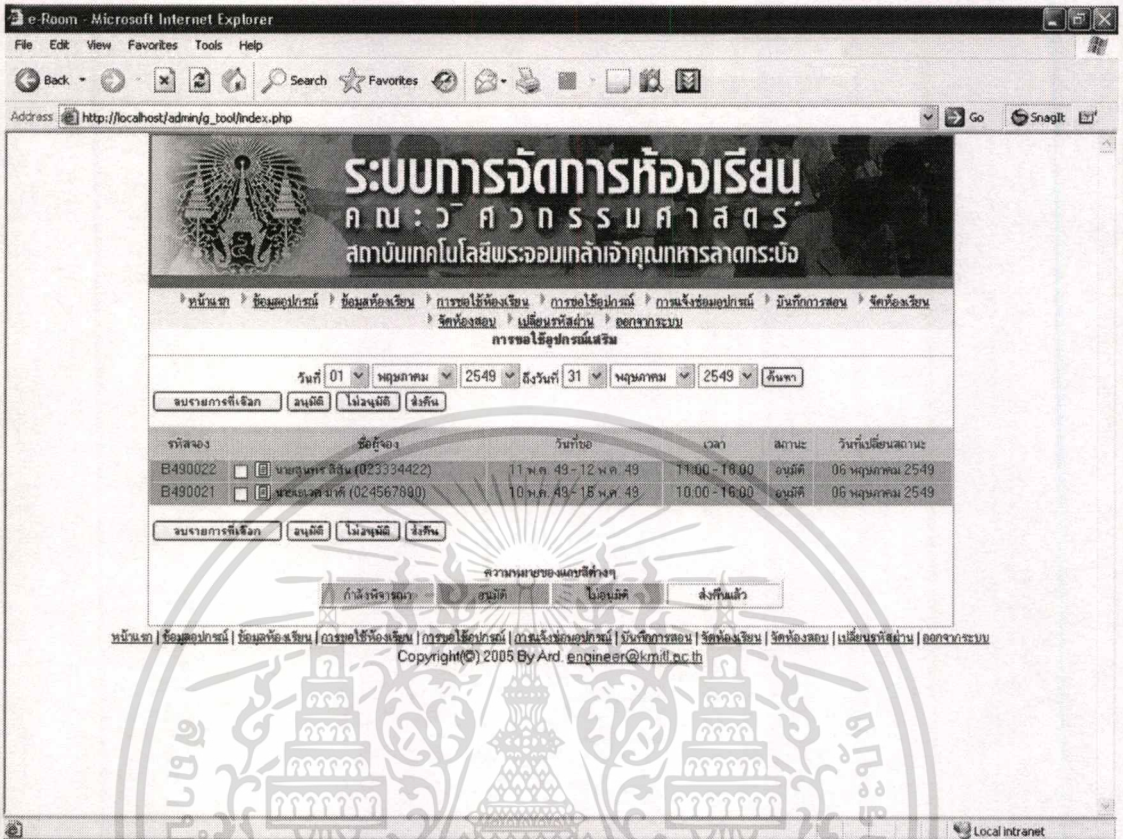 e-Room - Microsoft Internet Explorer
File Edit View Favorites Tools Help
Back Search Favorites
Address http://localhost/admin/g_tool/index.php Go SnagIt
ระบบการจัดการห้องเรียน
คณะวิศวกรรมศาสตร์
สถาบันเทคโนโลยีพระจอมเกล้าเจ้าคุณทหารลาดกระบัง
หน้าแรก ข้อมูลอุปกรณ์ ข้อมูลห้องเรียน การขอใช้ห้องเรียน การขอใช้อุปกรณ์ การแจ้งซ่อมอุปกรณ์ บันทึกการสอน จัดห้องเรียน
จัดห้องสอบ เปลี่ยนรหัสผ่าน ออกจากระบบ
การขอใช้อุปกรณ์เสริม
วันที่ 01 พฤษภาคม 2549 ถึงวันที่ 31 พฤษภาคม 2549 ค้นหา
ลบรายการที่เลือก อนุมัติ ไม่อนุมัติ ส่งคืน
รหัสจอง ชื่อผู้จอง วันที่ขอ เวลา สถานะ วันที่เปลี่ยนสถานะ
B490022 นายสุนทร สีสัน (023334422) 11 พ.ค. 49 - 12 พ.ค. 49 11:00 - 16:00 อนุมัติ 06 พฤษภาคม 2549
B490021 มาดี (024567890) 10 พ.ค. 49 - 15 พ.ค. 49 10:00 - 16:00 อนุมัติ 06 พฤษภาคม 2549
ลบรายการที่เลือก อนุมัติ ไม่อนุมัติ ส่งคืน
ความหมายของแถบสีต่างๆ
กำลังพิจารณา อนุมัติ ไม่อนุมัติ ส่งคืนแล้ว
หน้าแรก | ข้อมูลอุปกรณ์ | ข้อมูลห้องเรียน | การขอใช้ห้องเรียน | การขอใช้อุปกรณ์ | การแจ้งซ่อมอุปกรณ์ | บันทึกการสอน | จัดห้องเรียน | จัดห้องสอบ | เปลี่ยนรหัสผ่าน | ออกจากระบบ
Copyright(©) 2005 By Ard. engineer@kmitl.ac.th
Local intranet